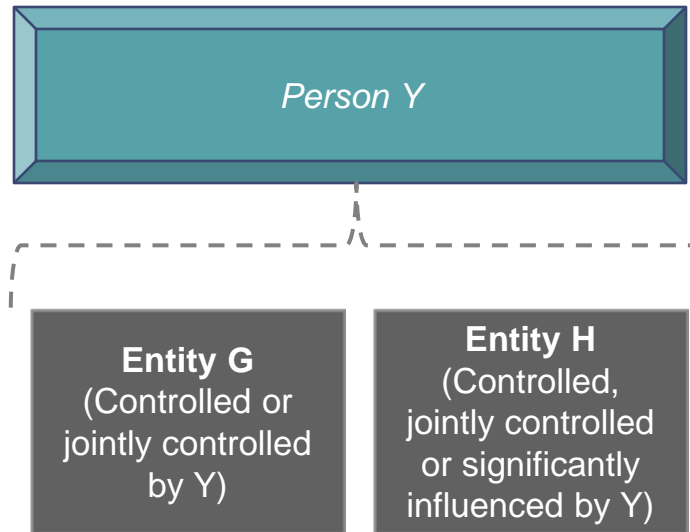 Person Y
Entity G
(Controlled or
jointly controlled
by Y)
Entity H
(Controlled,
jointly controlled
or significantly
influenced by Y)